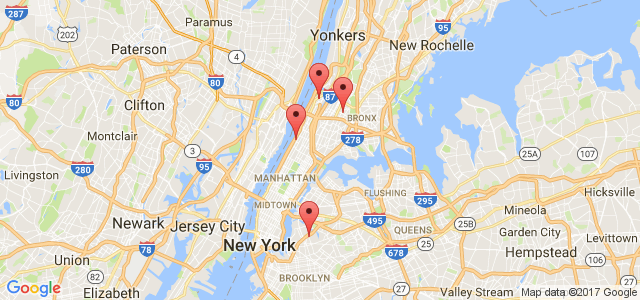 287
95
Paramus
Yonkers
202
Paterson
4
New Rochelle
80
80
87
Clifton
BRONX
Montclair
3
278
25A
107
95
Livingston
280
MANHATTAN
FLUSHING
Hicksville
MIDTOWN
295
Mineola
Newark
Jersey City
495
QUEENS
Garden City
Levittown
New York
25
Hempstead
78
678
106
Union
BROOKLYN
Google
Elizabeth
Valley Stream
Map data ©2017 Google